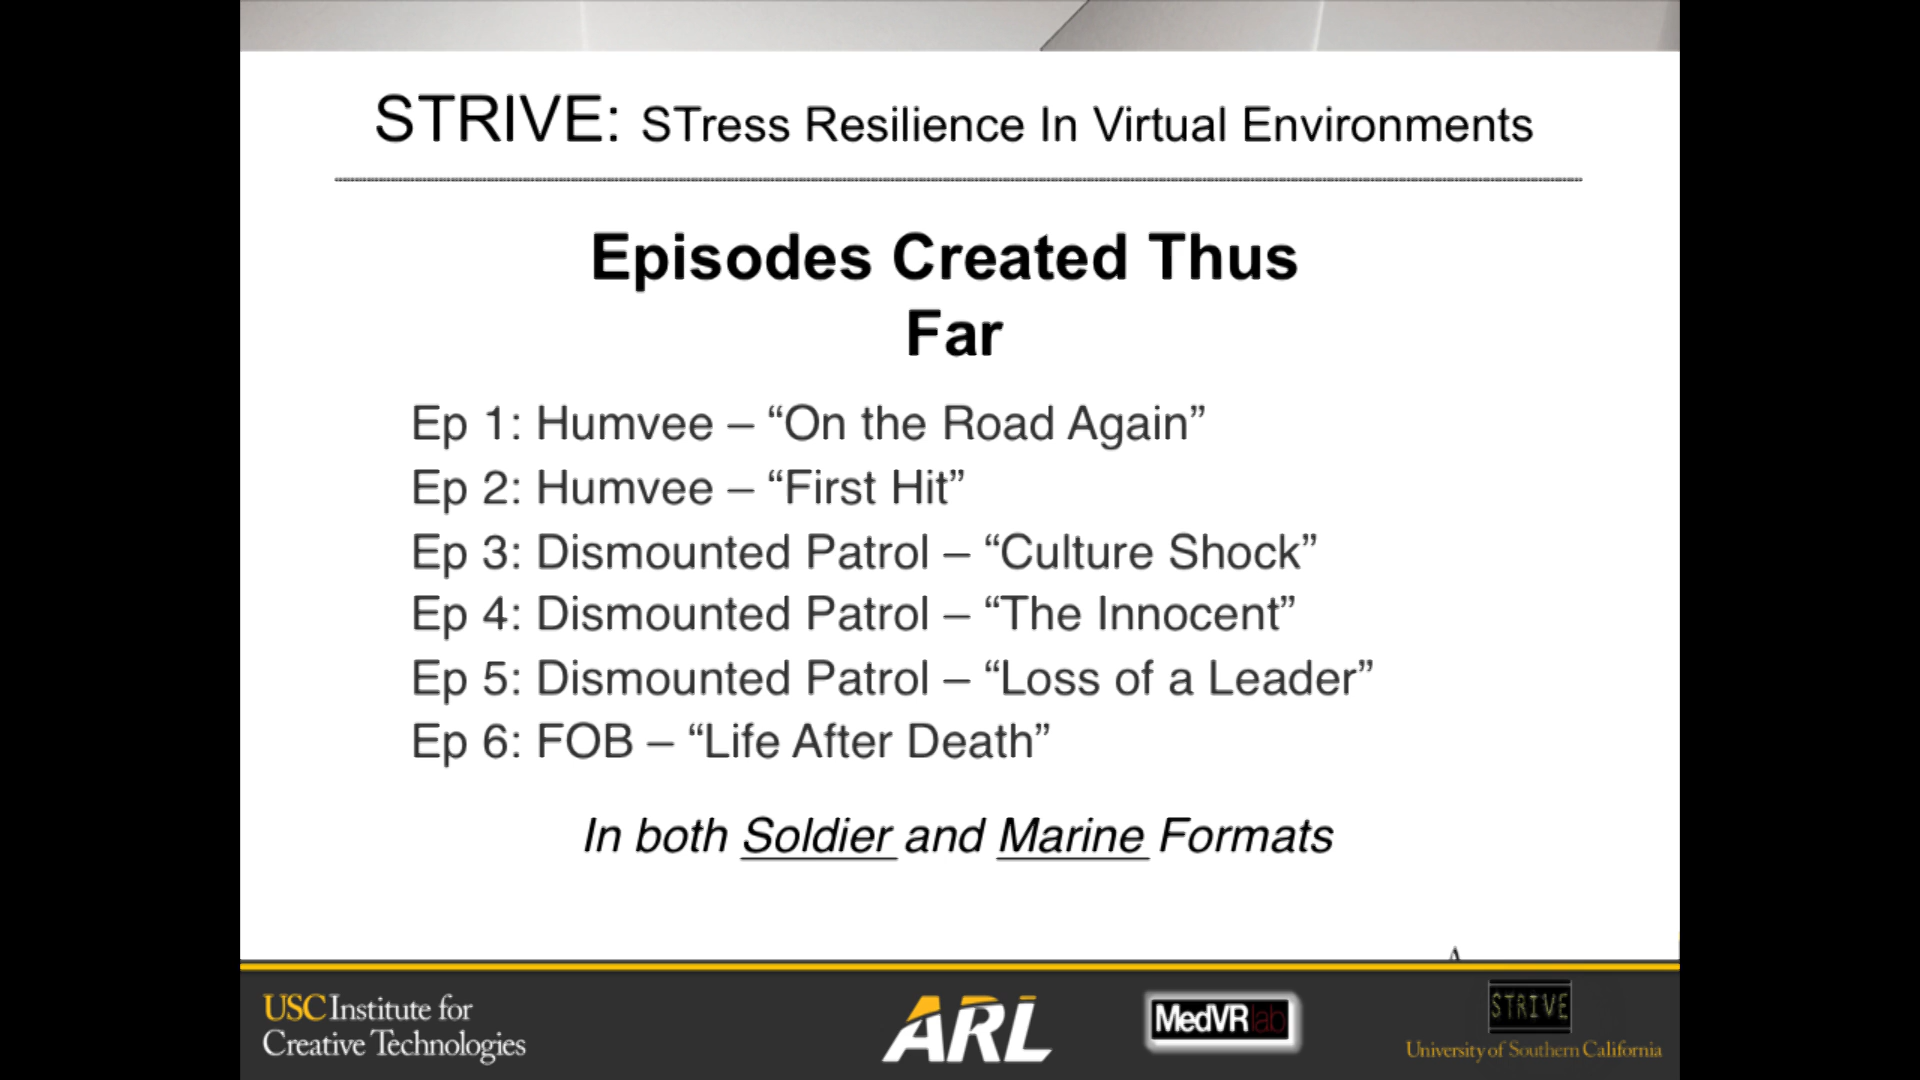 STRIVE: STress Resilience In Virtual Environments
Episodes Created Thus
Far
Ep 1: Humvee – “On the Road Again”
Ep 2: Humvee – “First Hit”
Ep 3: Dismounted Patrol – “Culture Shock”
Ep 4: Dismounted Patrol – “The Innocent”
Ep 5: Dismounted Patrol – “Loss of a Leader”
Ep 6: FOB – “Life After Death”
In both Soldier and Marine Formats
USC Institute for
Creative Technologies
ARL
MedVR lab
STRIVE
University of Southern California